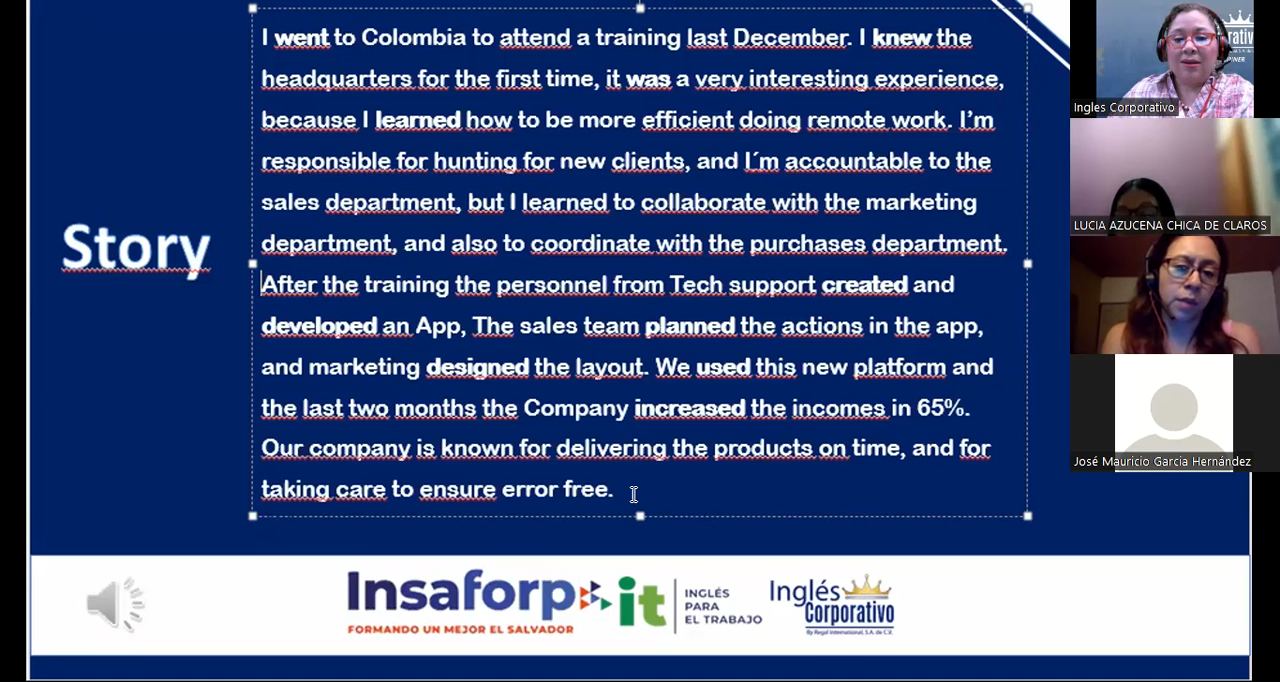 Story
I went to Colombia to attend a training last December. I knew the
headquarters for the first time, it was a very interesting experience,
because I learned how to be more efficient doing remote work. I’m
responsible for hunting for new clients, and I´m accountable to the
sales department, but I learned to collaborate with the marketing
department, and also to coordinate with the purchases department.
After the training the personnel from Tech support created and
developed an App, The sales team planned the actions in the app,
and marketing designed the layout. We used this new platform and
the last two months the Company increased the incomes in 65%.
Our company is known for delivering the products on time, and for
taking care to ensure error free.
Insaforp
FORMANDO UN MEJOR EL SALVADOR
it
INGLÉS
PARA
EL TRABAJO
Inglés
Corporativo
By Regal International, S.A. de C.V.
Ingles Corporativo
LUCIA AZUCENA CHICA DE CLAROS
José Mauricio Garcia Hernández